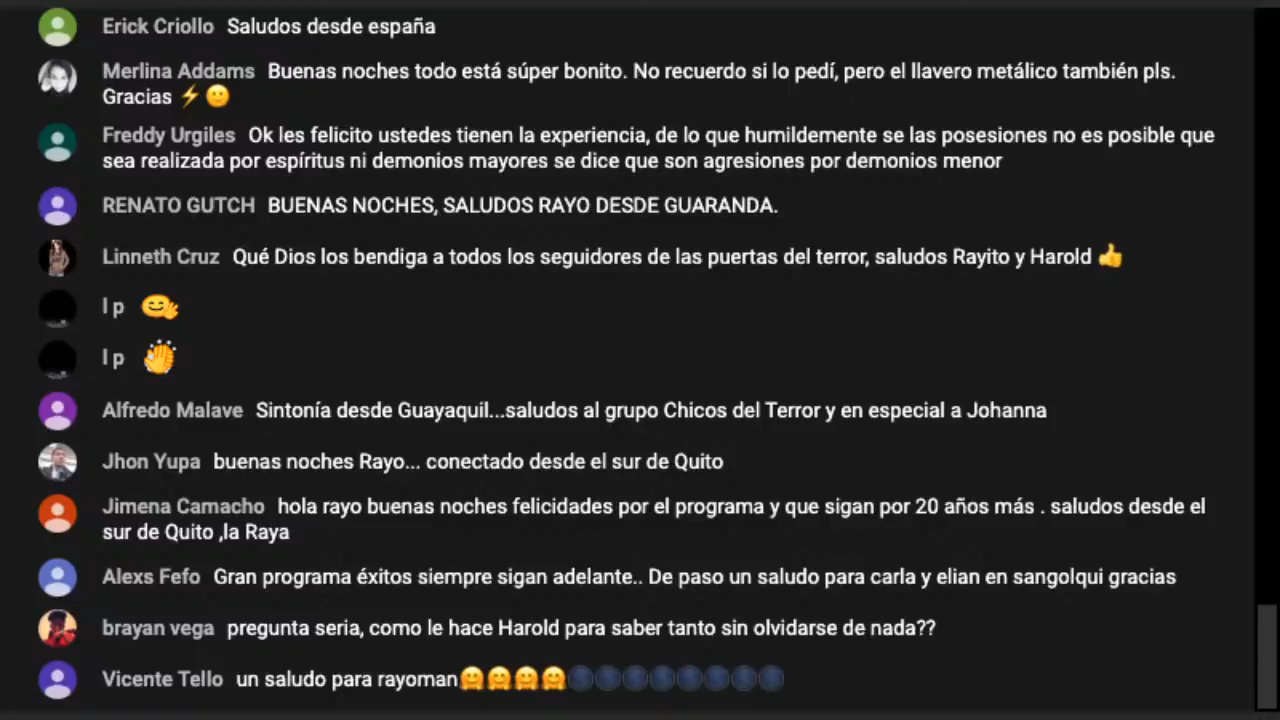 Erick Criollo Saludos desde españa
Merlina Addams Buenas noches todo está súper bonito. No recuerdo si lo pedí, pero el llavero metálico también pls.
Gracias ⚡🙂
Freddy Urgiles Ok les felicito ustedes tienen la experiencia, de lo que humildemente se las posesiones no es posible que
sea realizada por espíritus ni demonios mayores se dice que son agresiones por demonios menor
RENATO GUTCH BUENAS NOCHES, SALUDOS RAYO DESDE GUARANDA.
Linneth Cruz Qué Dios los bendiga a todos los seguidores de las puertas del terror, saludos Rayito y Harold 👍
l p
l p
Alfredo Malave Sintonía desde Guayaquil...saludos al grupo Chicos del Terror y en especial a Johanna
Jhon Yupa buenas noches Rayo... conectado desde el sur de Quito
Jimena Camacho hola rayo buenas noches felicidades por el programa y que sigan por 20 años más . saludos desde el
sur de Quito ,la Raya
Alexs Fefo Gran programa éxitos siempre sigan adelante.. De paso un saludo para carla y elian en sangolqui gracias
brayan vega pregunta seria, como le hace Harold para saber tanto sin olvidarse de nada??
Vicente Tello un saludo para rayoman🤗🤗🤗🤗🌑🌑🌑🌑🌑🌑🌑🌑